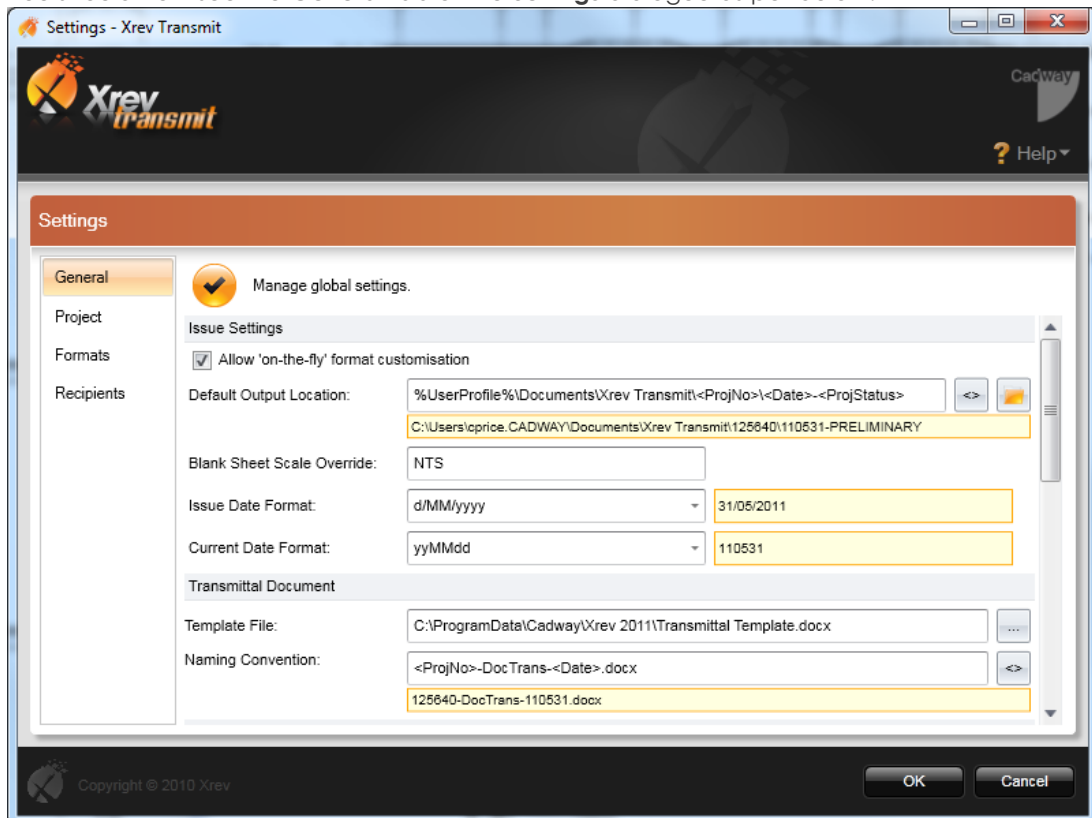 Settings - Xrev Transmit
Xrev
transmit
Cadway
? Help
Settings
General
Project
Formats
Recipients
Manage global settings.
Issue Settings
Allow 'on-the-fly' format customisation
Default Output Location: %UserProfile%\Documents\Xrev Transmit\<ProjNo>\<Date>-<ProjStatus> <>
C:\Users\cprice.CADWAY\Documents\Xrev Transmit\125640\110531-PRELIMINARY
Blank Sheet Scale Override: NTS
Issue Date Format: d/MM/yyyy 31/05/2011
Current Date Format: yyMMdd 110531
Transmittal Document
Template File: C:\ProgramData\Cadway\Xrev 2011\Transmittal Template.docx ...
Naming Convention: <ProjNo>-DocTrans-<Date>.docx <>
125640-DocTrans-110531.docx
Copyright © 2010 Xrev
OK Cancel